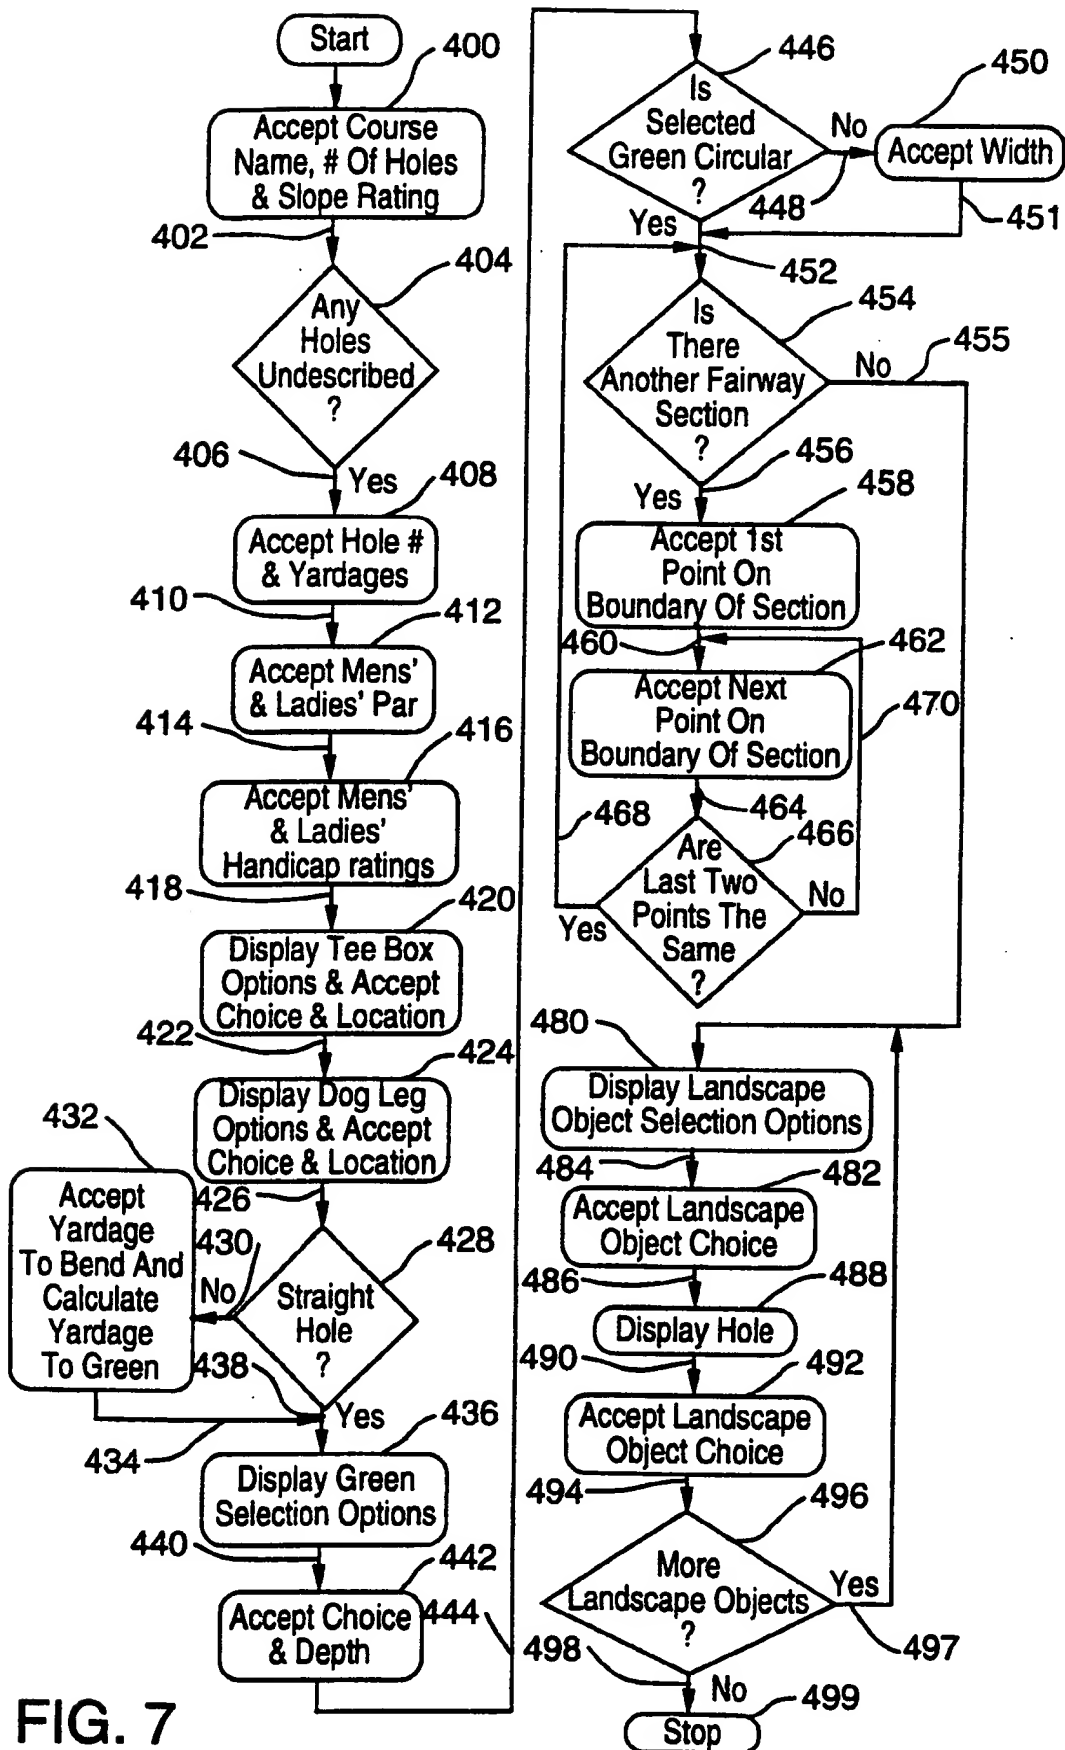 Start
400
Accept Course
Name, # Of Holes
& Slope Rating
402
404
Any
Holes
Undescribed
?
406
Yes
408
Accept Hole #
& Yardages
410
412
Accept Mens'
& Ladies' Par
414
416
Accept Mens'
& Ladies'
Handicap ratings
418
420
Display Tee Box
Options & Accept
Choice & Location
422
424
Display Dog Leg
Options & Accept
Choice & Location
426
432
Accept
Yardage
To Bend And
Calculate
Yardage
To Green
430
No
428
Straight
Hole
?
438
Yes
434
436
Display Green
Selection Options
440
442
Accept Choice
& Depth
444
446
Is
Selected
Green Circular
?
No
448
450
Accept Width
451
Yes
452
454
Is
There
Another Fairway
Section
?
No
455
456
Yes
458
Accept 1st
Point On
Boundary Of Section
460
462
Accept Next
Point On
Boundary Of Section
470
464
468
466
Are
Last Two
Points The
Same
?
Yes
No
480
Display Landscape
Object Selection Options
484
482
Accept Landscape
Object Choice
486
488
Display Hole
490
492
Accept Landscape
Object Choice
494
496
More
Landscape Objects
?
Yes
497
498
No
499
Stop
FIG. 7